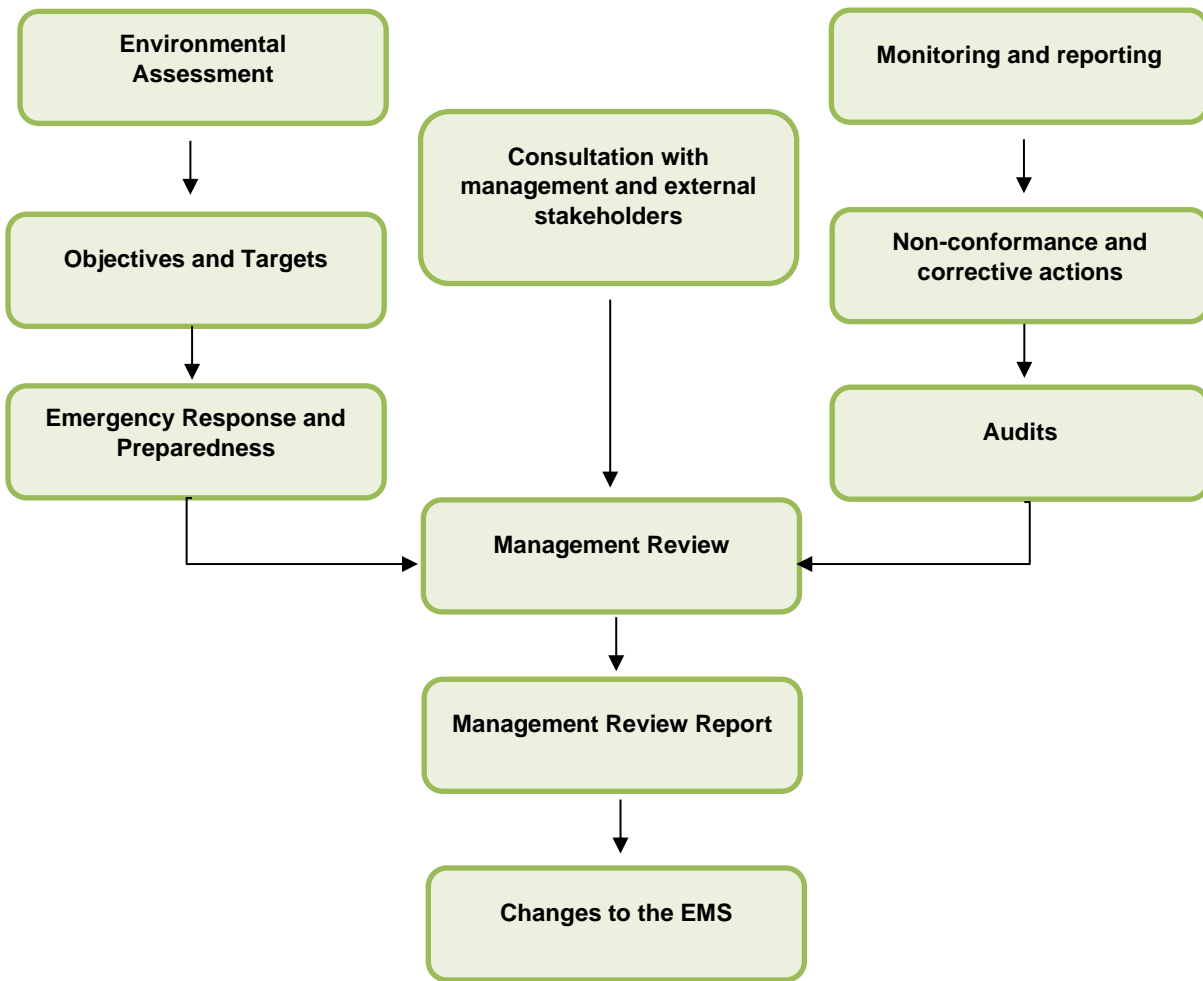 Environmental
Assessment
Monitoring and reporting
Consultation with
management and external
stakeholders
Objectives and Targets
Non-conformance and
corrective actions
Emergency Response and
Preparedness
Audits
Management Review
Management Review Report
Changes to the EMS